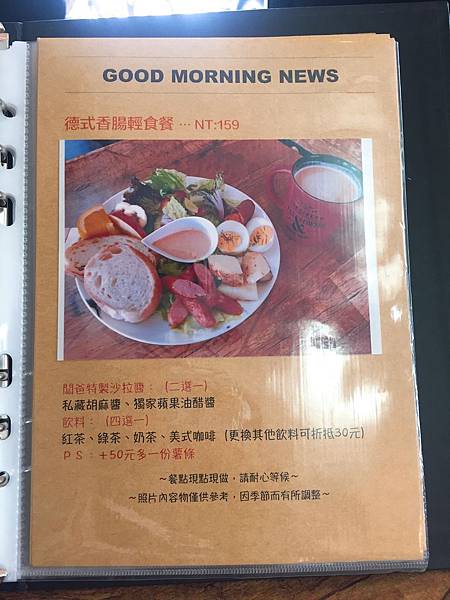 GOOD MORNING NEWS
德式香腸輕食餐 … NT:159
闆爸特製沙拉醬：（二選一）
私藏胡麻醬、獨家蘋果油醋醬
飲料：（四選一）
紅茶、綠茶、奶茶、美式咖啡（更換其他飲料可折抵30元）
ＰＳ：＋50元多一份薯條
～餐點現點現做，請耐心等候～
～照片內容物僅供參考，因季節而有所調整～